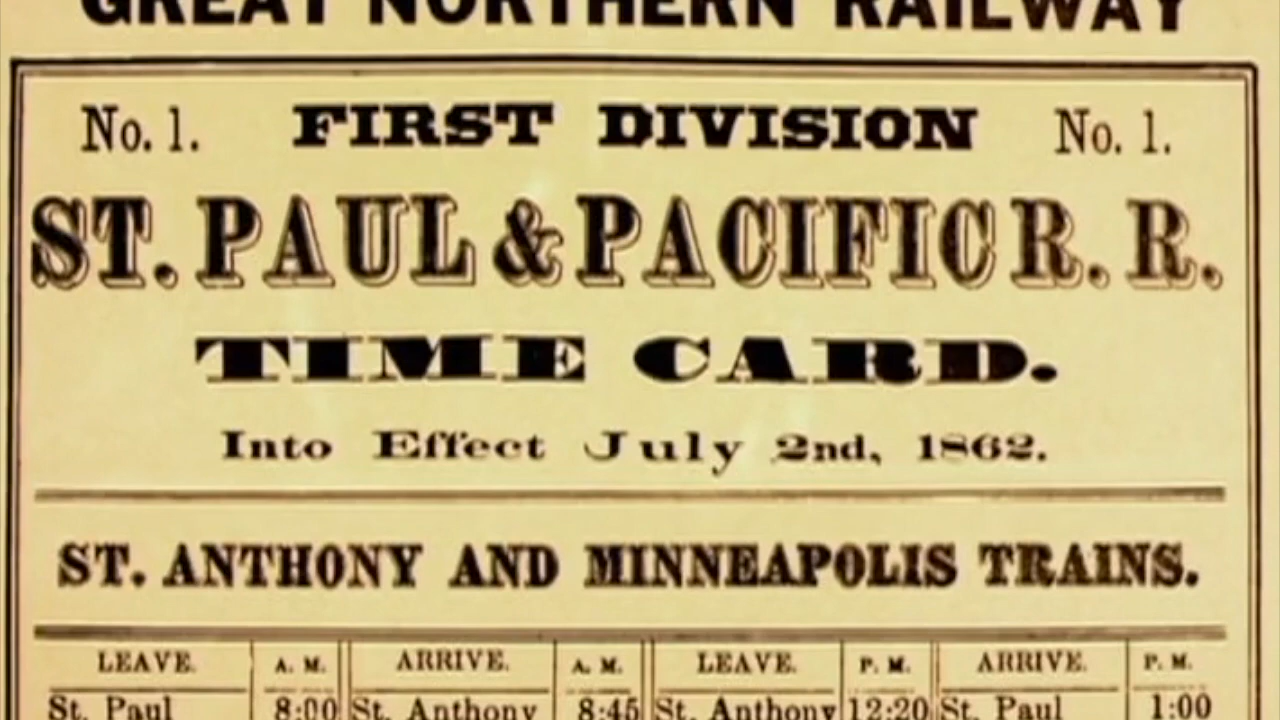 GREAT NORTHERN RAILWAY
No. 1. FIRST DIVISION No. 1.
ST. PAUL & PACIFIC R. R.
TIME CARD.
Into Effect July 2nd, 1862.
ST. ANTHONY AND MINNEAPOLIS TRAINS.
LEAVE. A. M. ARRIVE. A. M. LEAVE. P. M. ARRIVE. P. M.
St. Paul 8:00 St. Anthony 8:45 St. Anthony 12:20 St. Paul 1:00